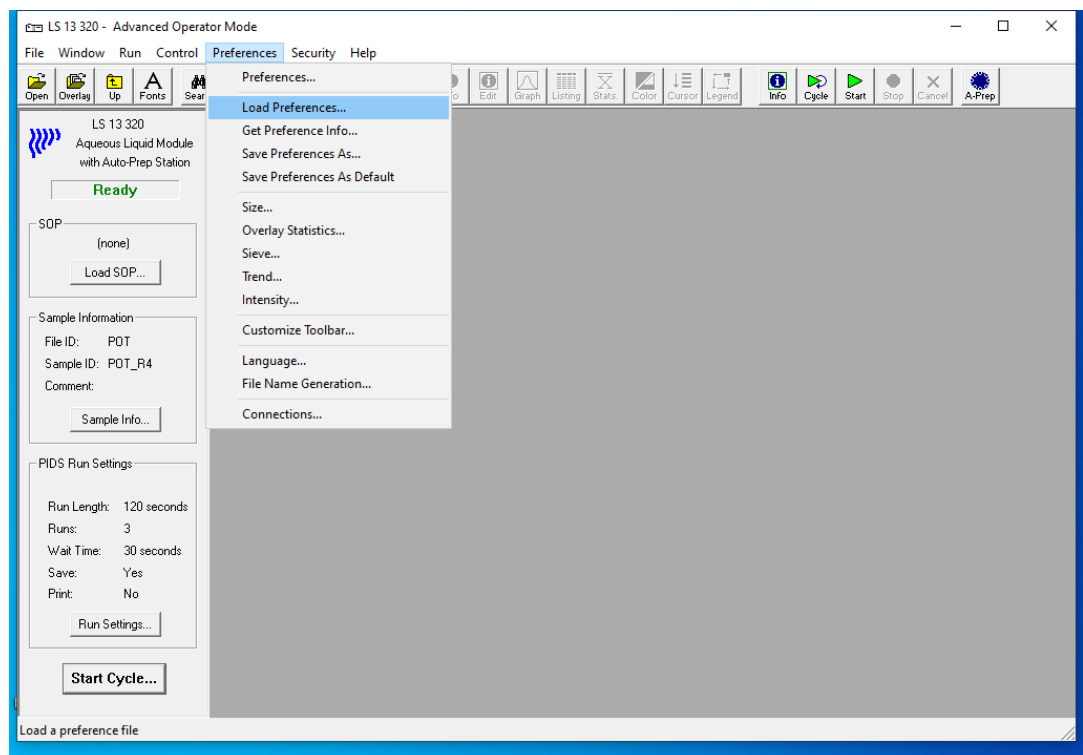 LS 13 320 - Advanced Operator Mode
File Window Run Control Preferences Security Help
Open Overlay Up Fonts Edit Graph Listing Stats. Color Cursor Legend Info Cycle Start Stop Cancel A-Prep
Preferences...
Load Preferences...
Get Preference Info...
Save Preferences As...
Save Preferences As Default
Size...
Overlay Statistics...
Sieve...
Trend...
Intensity...
Customize Toolbar...
Language...
File Name Generation...
Connections...
LS 13 320
Aqueous Liquid Module
with Auto-Prep Station
Ready
SOP
(none)
Load SOP...
Sample Information
File ID: POT
Sample ID: POT_R4
Comment:
Sample Info...
PIDS Run Settings
Run Length: 120 seconds
Runs: 3
Wait Time: 30 seconds
Save: Yes
Print: No
Run Settings...
Start Cycle...
Load a preference file